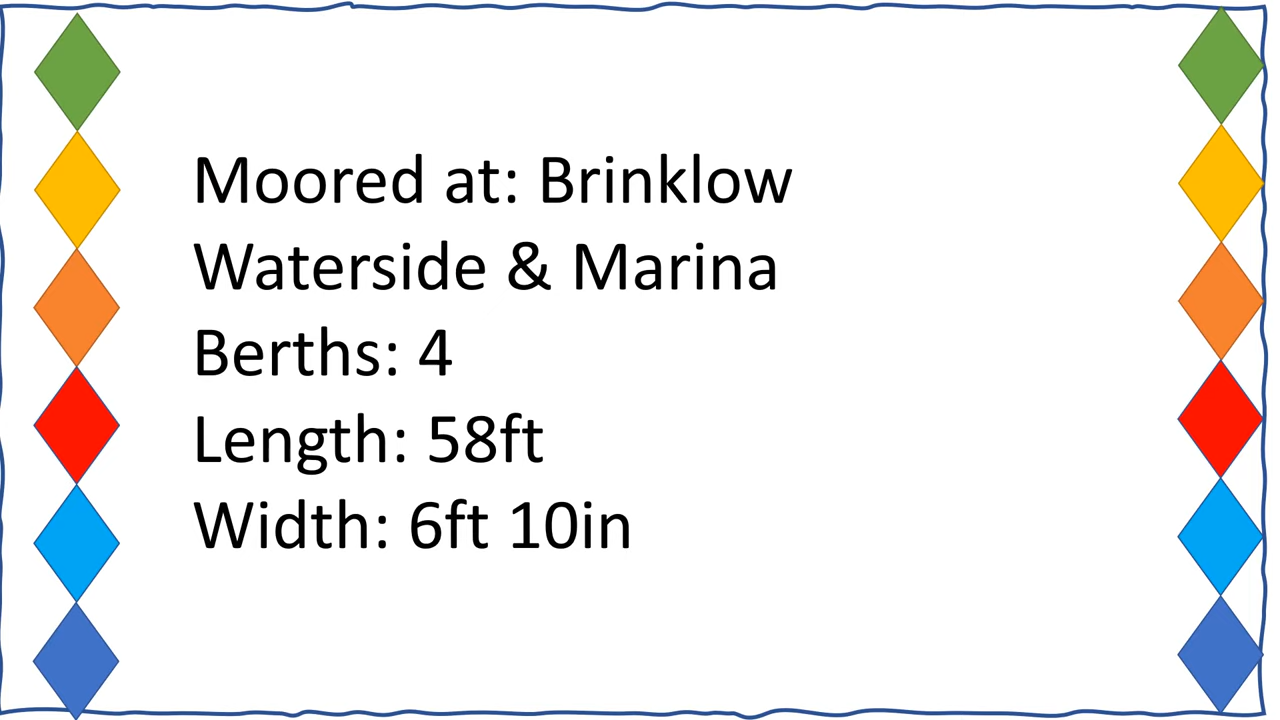 Moored at: Brinklow
Waterside & Marina
Berths: 4
Length: 58ft
Width: 6ft 10in